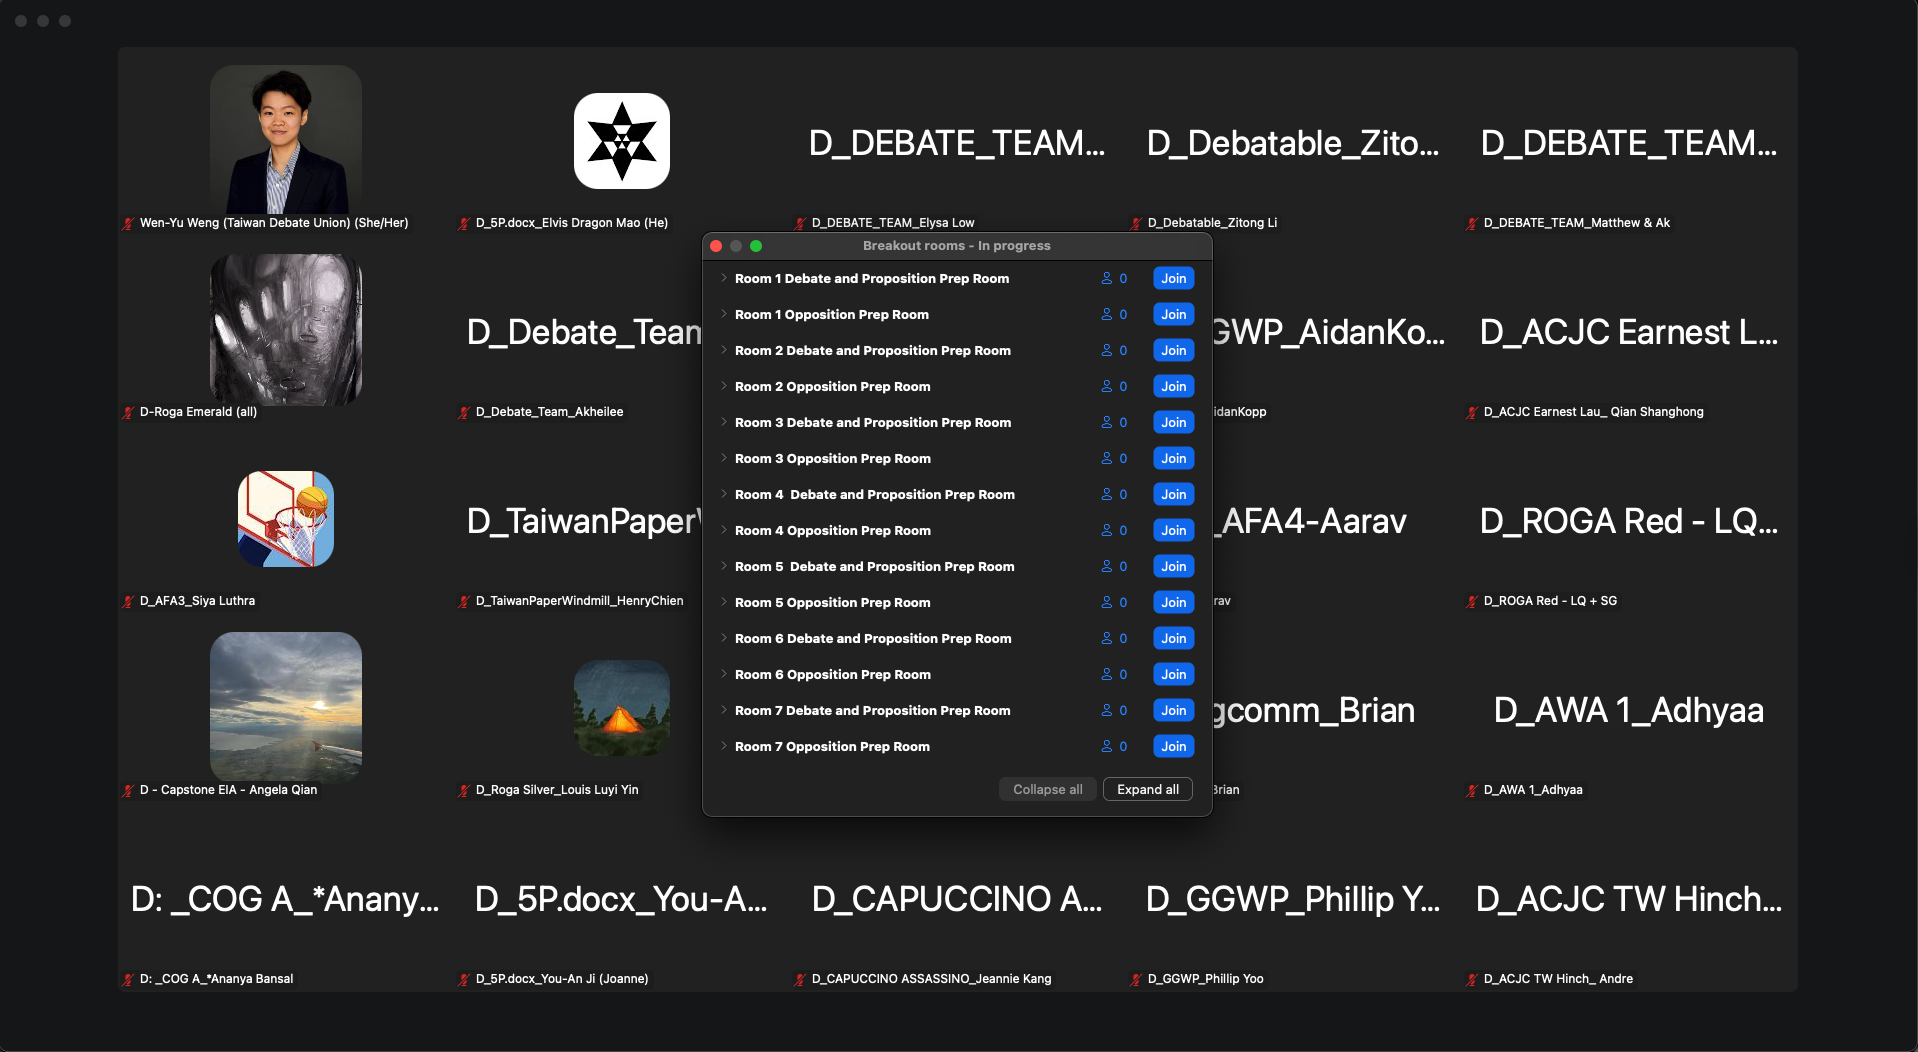 D_DEBATE_TEAM...
D_Debatable_Zito...
D_DEBATE_TEAM...
Wen-Yu Weng (Taiwan Debate Union) (She/Her)
D_5P.docx_Elvis Dragon Mao (He)
D_DEBATE_TEAM_Elysa Low
D_Debatable_Zitong Li
D_DEBATE_TEAM_Matthew & Ak
Breakout rooms - In progress
Room 1 Debate and Proposition Prep Room 0 Join
Room 1 Opposition Prep Room 0 Join
Room 2 Debate and Proposition Prep Room 0 Join
Room 2 Opposition Prep Room 0 Join
Room 3 Debate and Proposition Prep Room 0 Join
Room 3 Opposition Prep Room 0 Join
Room 4 Debate and Proposition Prep Room 0 Join
Room 4 Opposition Prep Room 0 Join
Room 5 Debate and Proposition Prep Room 0 Join
Room 5 Opposition Prep Room 0 Join
Room 6 Debate and Proposition Prep Room 0 Join
Room 6 Opposition Prep Room 0 Join
Room 7 Debate and Proposition Prep Room 0 Join
Room 7 Opposition Prep Room 0 Join
Collapse all
Expand all
D_Debate_Team
GWP_AidanKo...
D_ACJC Earnest L...
D-Roga Emerald (all)
D_Debate_Team_Akheilee
idanKopp
D_ACJC Earnest Lau_ Qian Shanghong
D_TaiwanPaperW
_AFA4-Aarav
D_ROGA Red - LQ...
D_AFA3_Siya Luthra
D_TaiwanPaperWindmill_HenryChien
rav
D_ROGA Red - LQ + SG
gcomm_Brian
D_AWA 1_Adhyaa
D - Capstone EIA - Angela Qian
D_Roga Silver_Louis Luyi Yin
Brian
D_AWA 1_Adhyaa
D: _COG A_*Anany...
D_5P.docx_You-A...
D_CAPUCCINO A...
D_GGWP_Phillip Y...
D_ACJC TW Hinch...
D: _COG A_*Ananya Bansal
D_5P.docx_You-An Ji (Joanne)
D_CAPUCCINO ASSASSINO_Jeannie Kang
D_GGWP_Phillip Yoo
D_ACJC TW Hinch_ Andre